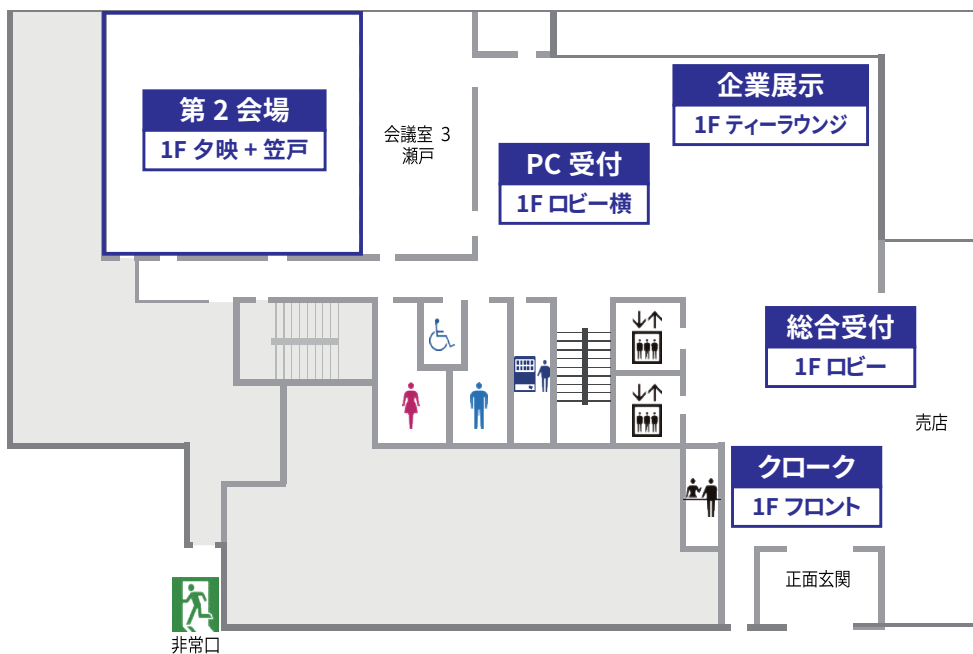 第 2 会場
1F 夕映 + 笠戸
会議室 3
瀬戸
PC 受付
1F ロビー横
企業展示
1F ティーラウンジ
総合受付
1F ロビー
売店
クローク
1F フロント
正面玄関
非常口